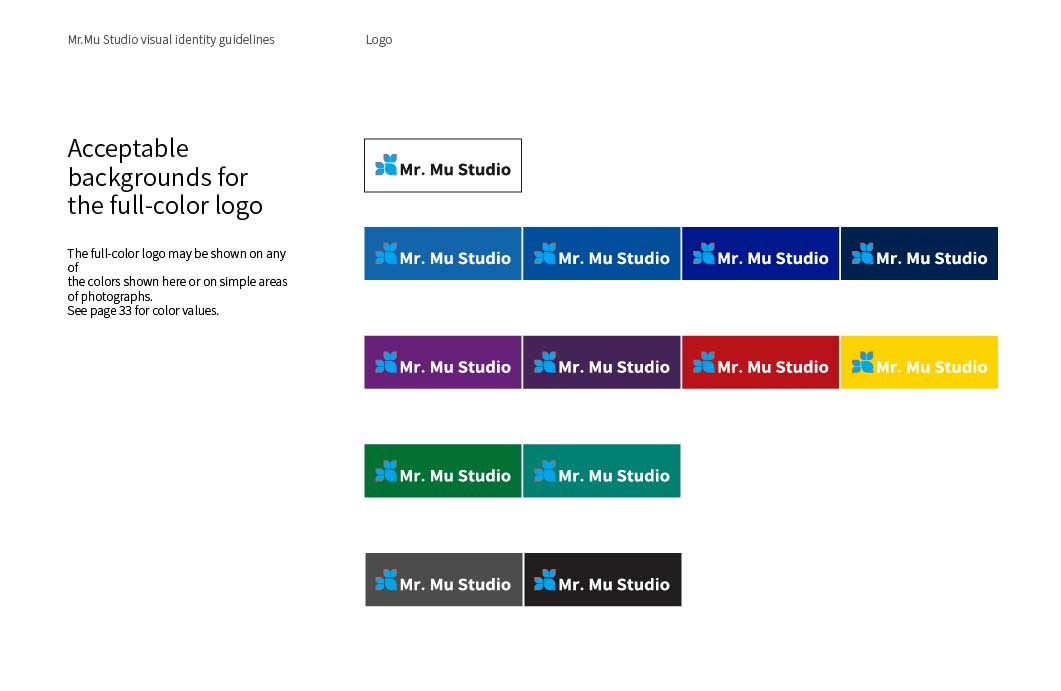 Mr.Mu Studio visual identity guidelines
Logo
Acceptable
backgrounds for
the full-color logo
The full-color logo may be shown on any
of
the colors shown here or on simple areas
of photographs.
See page 33 for color values.
Mr. Mu Studio
Mr. Mu Studio
Mr. Mu Studio
Mr. Mu Studio
Mr. Mu Studio
Mr. Mu Studio
Mr. Mu Studio
Mr. Mu Studio
Mr. Mu Studio
Mr. Mu Studio
Mr. Mu Studio
Mr. Mu Studio
Mr. Mu Studio